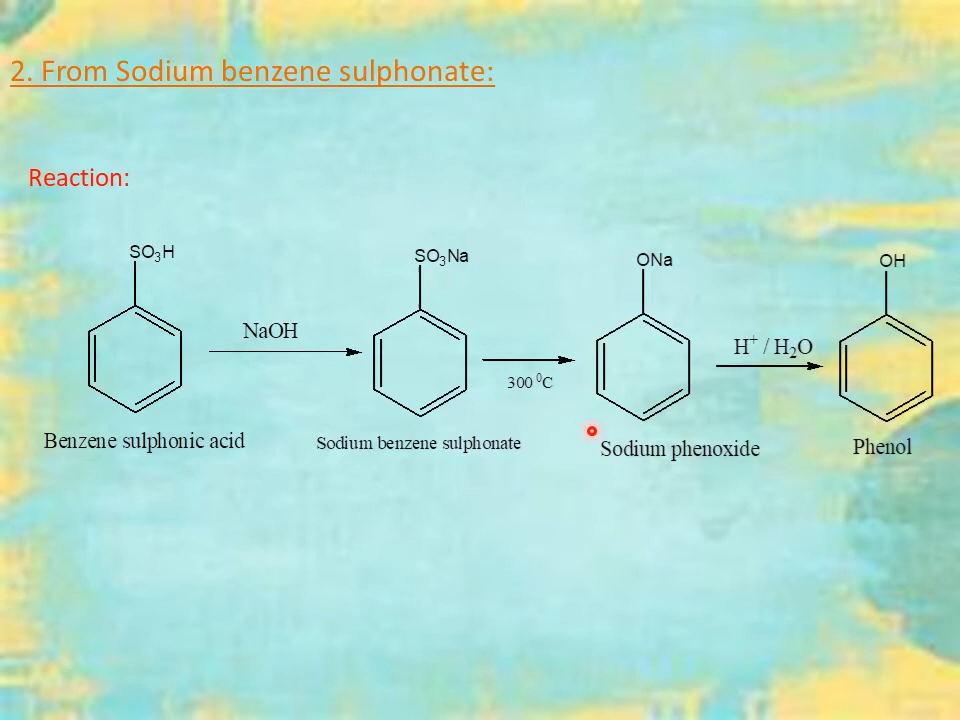 2. From Sodium benzene sulphonate:
Reaction:
SO₃H
SO₃Na
ONa
OH
NaOH
300 ⁰C
H⁺ / H₂O
Benzene sulphonic acid
Sodium benzene sulphonate
Sodium phenoxide
Phenol